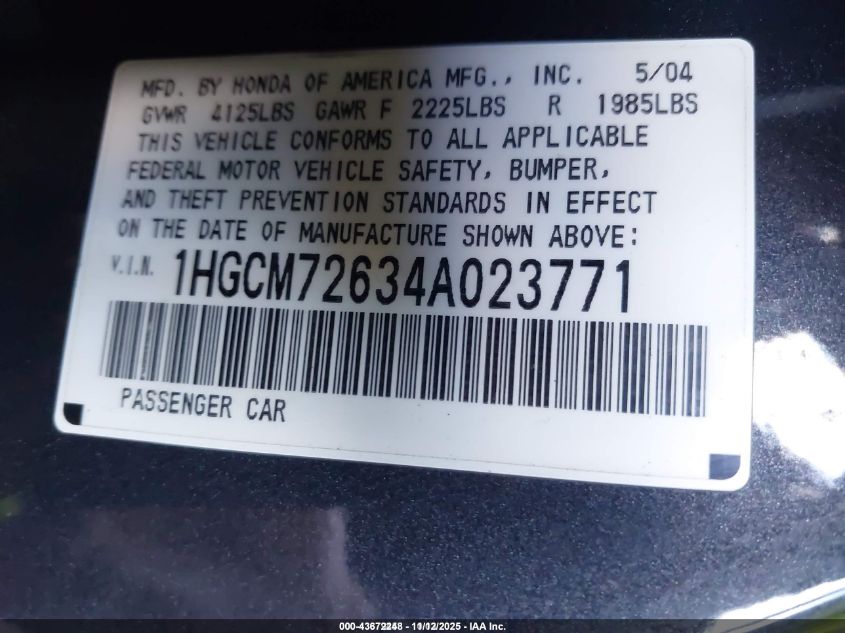 MFD. BY HONDA OF AMERICA MFG., INC. 5/04
GVWR 4125LBS GAWR F 2225LBS R 1985LBS
THIS VEHICLE CONFORMS TO ALL APPLICABLE
FEDERAL MOTOR VEHICLE SAFETY, BUMPER,
AND THEFT PREVENTION STANDARDS IN EFFECT
ON THE DATE OF MANUFACTURE SHOWN ABOVE:
V.I.N. 1HGCM72634A023771
PASSENGER CAR
- IAA Inc.